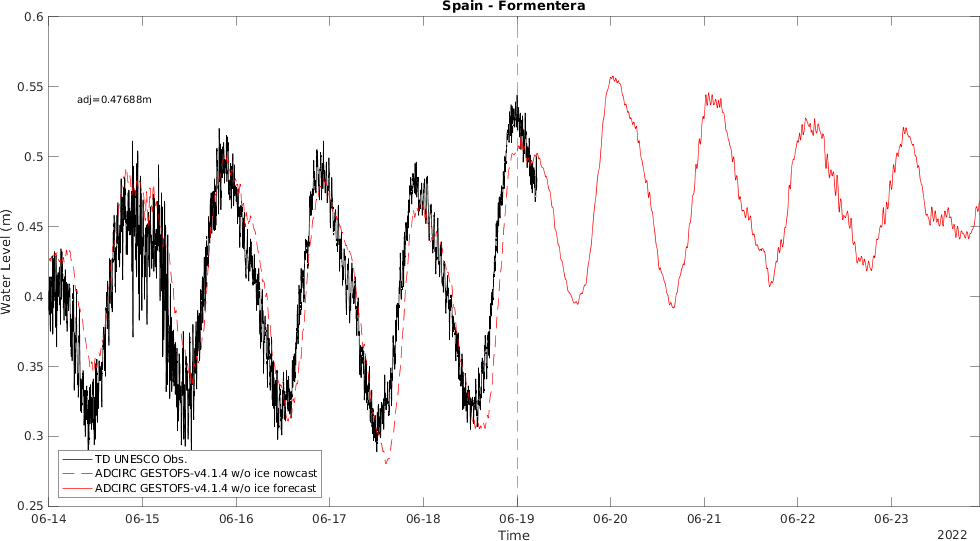 Spain - Formentera
0.6
0.55
0.5
0.45
0.4
0.35
0.3
0.25
Water Level (m)
adj=0.47688m
TD UNESCO Obs.
ADCIRC GESTOFS-v4.1.4 w/o ice nowcast
ADCIRC GESTOFS-v4.1.4 w/o ice forecast
06-14 06-15 06-16 06-17 06-18 06-19 06-20 06-21 06-22 06-23
Time
2022